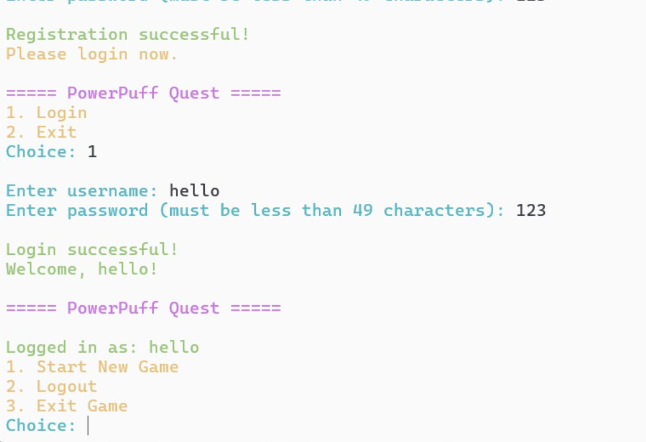 Registration successful!
Please login now.
===== PowerPuff Quest =====
1. Login
2. Exit
Choice: 1
Enter username: hello
Enter password (must be less than 49 characters): 123
Login successful!
Welcome, hello!
===== PowerPuff Quest =====
Logged in as: hello
1. Start New Game
2. Logout
3. Exit Game
Choice: